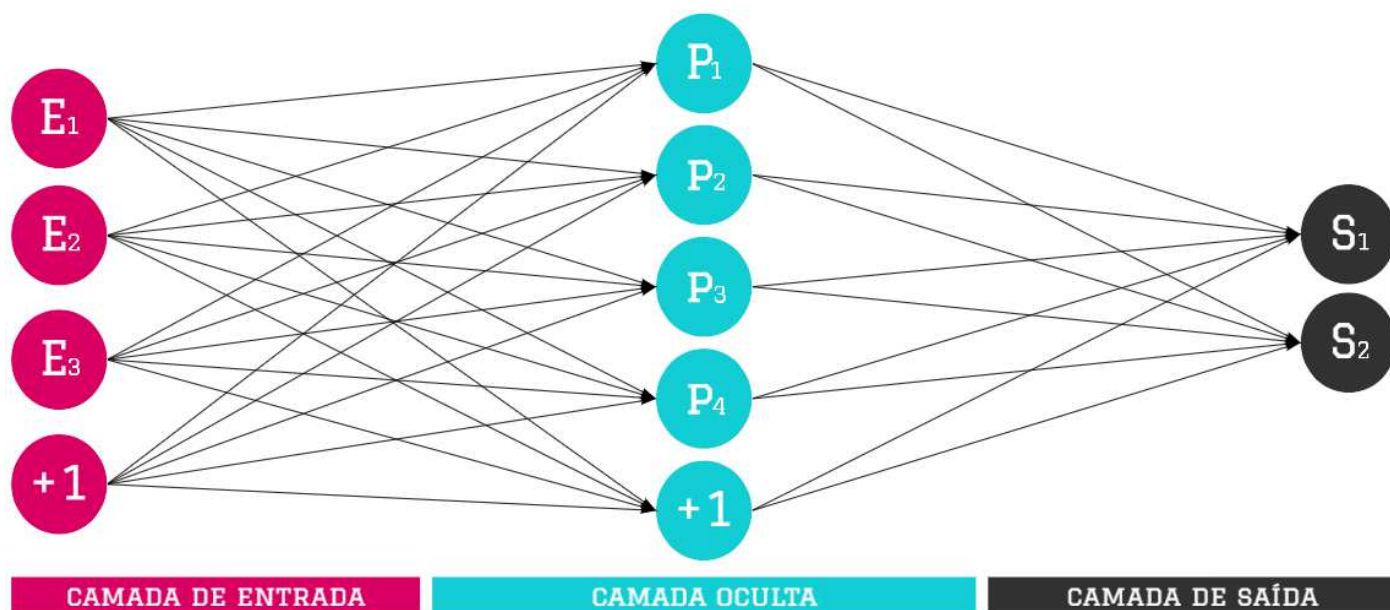 E1
E2
E3
+1
P1
P2
P3
P4
+1
S1
S2
CAMADA DE ENTRADA
CAMADA OCULTA
CAMADA DE SAÍDA